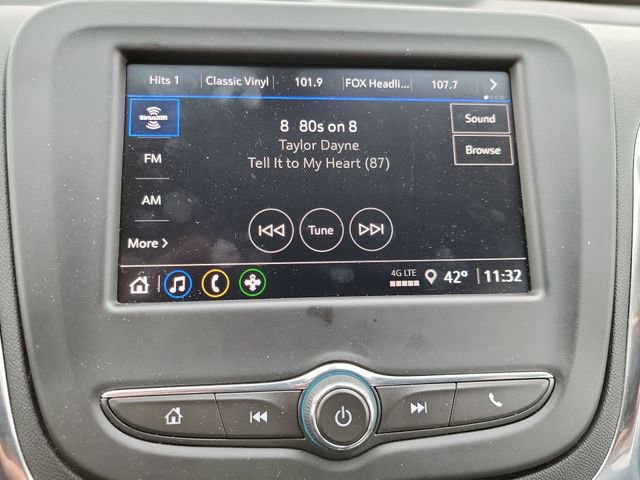 Hits 1 Classic Vinyl 101.9 FOX Headli... 107.7
SiriusXM
FM
AM
More
8 80s on 8
Taylor Dayne
Tell It to My Heart (87)
Sound
Browse
Tune
4G LTE
42° 11:32